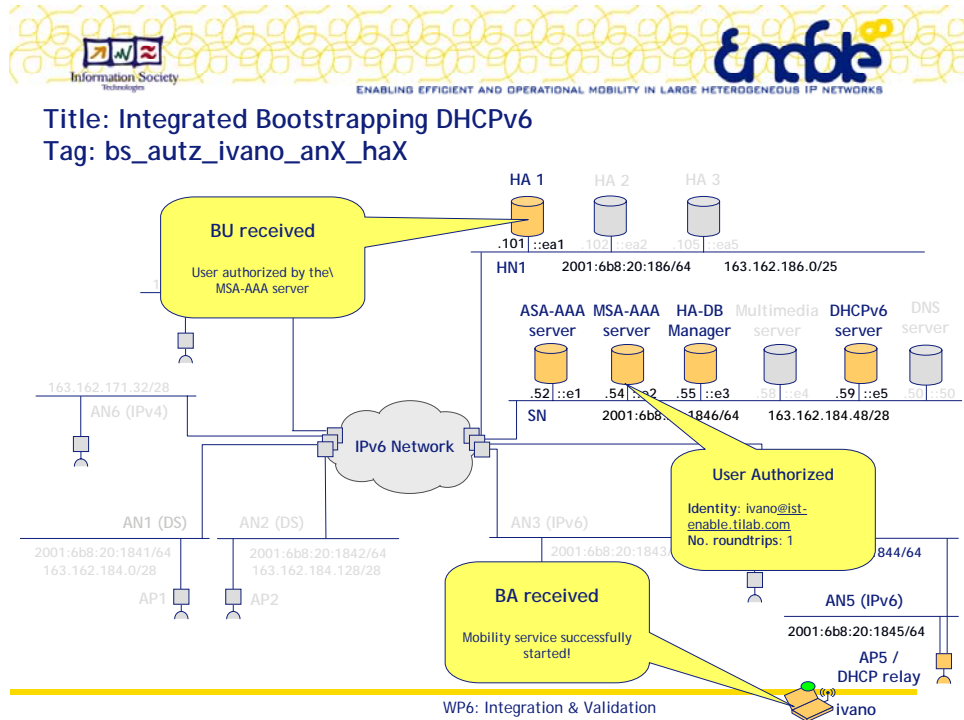 Information Society
Technologies
Enable
ENABLING EFFICIENT AND OPERATIONAL MOBILITY IN LARGE HETEROGENEOUS IP NETWORKS
Title: Integrated Bootstrapping DHCPv6
Tag: bs_autz_ivano_anX_haX
HA 1
HA 2
HA 3
BU received
User authorized by the\
MSA-AAA server
.101 ::ea1
.102 ::ea2
.105 ::ea5
HN1
2001:6b8:20:186/64
163.162.186.0/25
ASA-AAA
server
MSA-AAA
server
HA-DB
Manager
Multimedia
server
DHCPv6
server
DNS
server
.52 ::e1
.54 ::e2
.55 ::e3
.58 ::e4
.59 ::e5
.50 ::50
SN
163.162.184.48/28
163.162.171.32/28
AN6 (IPv4)
IPv6 Network
User Authorized
Identity: ivano@ist-
enable.tilab.com
No. roundtrips: 1
AN1 (DS)
AN2 (DS)
AN3 (IPv6)
2001:6b8:20:1841/64
163.162.184.0/28
2001:6b8:20:1842/64
163.162.184.128/28
2001:6b8:20:1843
844/64
AP1
AP2
BA received
Mobility service successfully
started!
AN5 (IPv6)
2001:6b8:20:1845/64
AP5 /
DHCP relay
WP6: Integration & Validation
ivano